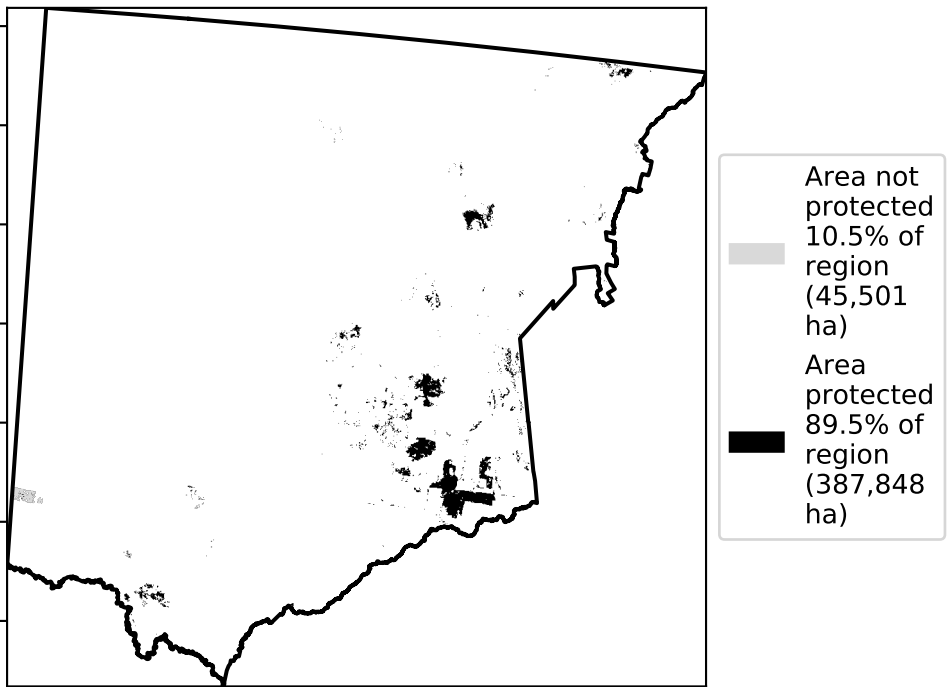 Area not
protected
10.5% of
region
(45,501
ha)
Area
protected
89.5% of
region
(387,848
ha)